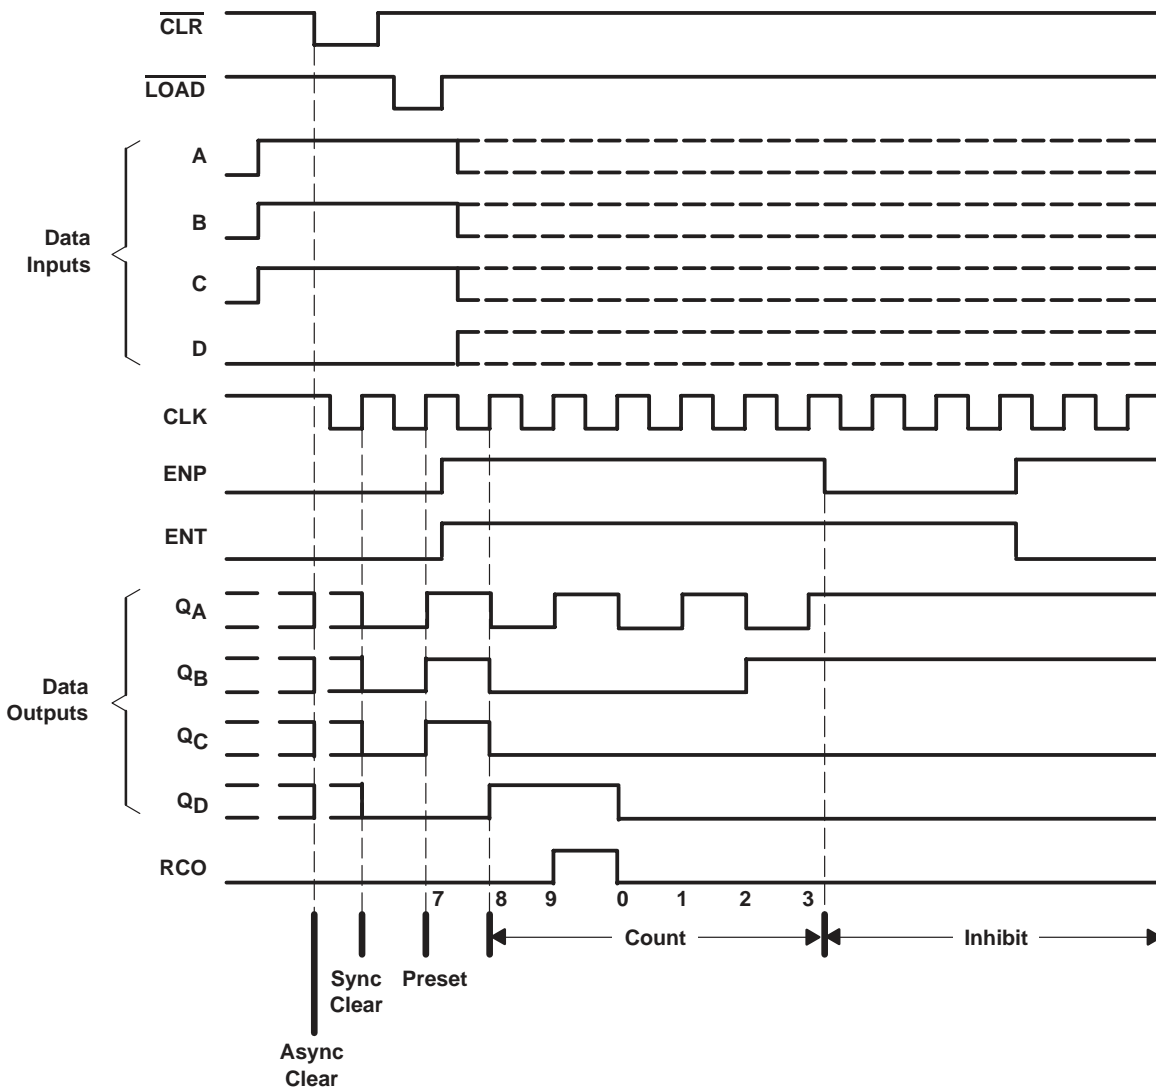 CLR
LOAD
A
B
Data
Inputs
C
D
CLK
ENP
ENT
QA
QB
Data
Outputs
QC
QD
RCO
7 8 9 0 1 2 3
Count Inhibit
Sync
Clear
Preset
Async
Clear